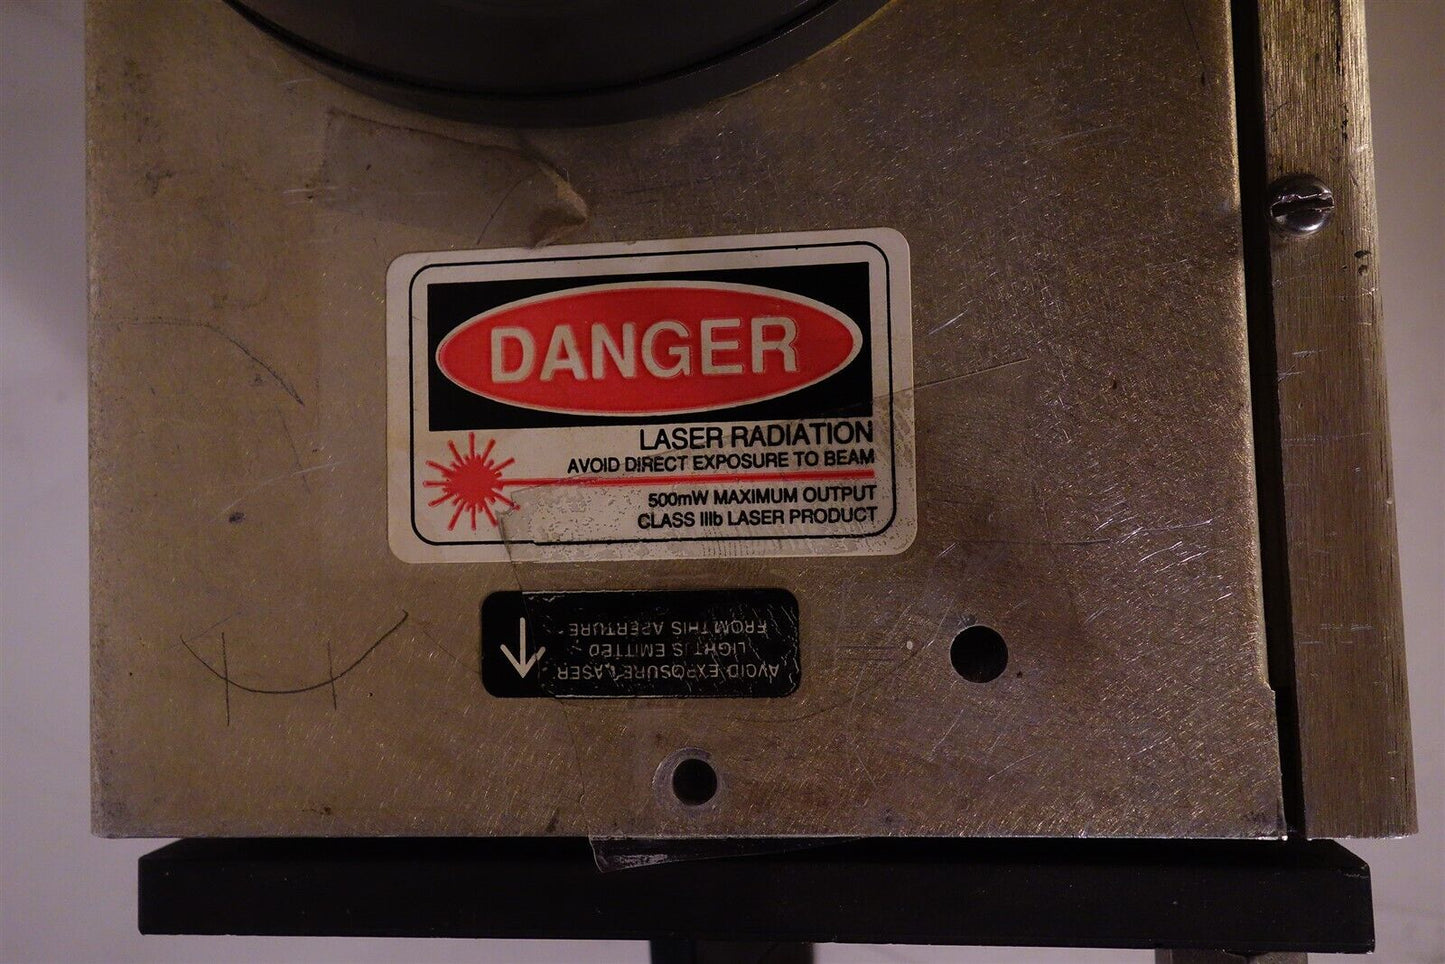 DANGER
LASER RADIATION
AVOID DIRECT EXPOSURE TO BEAM
500mW MAXIMUM OUTPUT
CLASS IIIb LASER PRODUCT
AVOID EXPOSURE LASER
LIGHT IS EMITTED
FROM THIS APERTURE